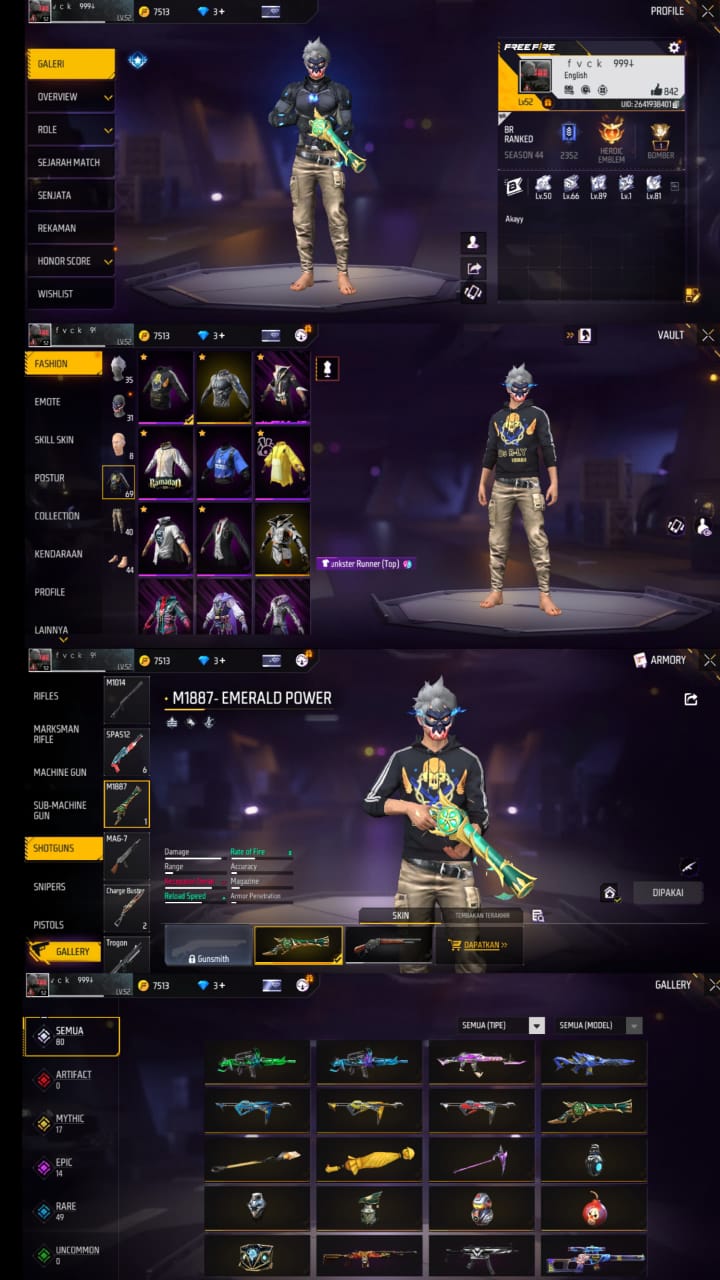 v c k 999+
LV.52
7513
3+
PROFILE
GALERI
OVERVIEW
ROLE
SEJARAH MATCH
SENJATA
REKAMAN
HONOR SCORE
WISHLIST
FREE FIRE
f v c k 999+
English
842
Lv52
UID: 2641938401
BR
RANKED
SEASON 44
2352
HEROIC
EMBLEM
1
BOMBER
Lv.50
Lv.66
Lv.89
Lv.1
Lv.81
Akayy
f v c k 9
LV.52
7513
3+
VAULT
FASHION
EMOTE
SKILL SKIN
POSTUR
COLLECTION
KENDARAAN
PROFILE
LAINNYA
35
31
8
69
40
44
Ramadan
unkster Runner (Top)
f v c k 9
LV.52
7513
3+
ARMORY
RIFLES
MARKSMAN
RIFLE
MACHINE GUN
SUB-MACHINE
GUN
SHOTGUNS
SNIPERS
PISTOLS
GALLERY
M1014
SPAS12
6
M1887
1
MAG-7
Charge Buster
2
Trogon
M1887- EMERALD POWER
Damage
Rate of Fire
Range
Accuracy
Magazine
Reload Speed
Armor Penetration
SKIN
TEMBAKAN TERAKHIR
DIPAKAI
Gunsmith
DAPATKAN >>
v c k 999+
LV.52
7513
3+
GALLERY
SEMUA
80
ARTIFACT
0
MYTHIC
17
EPIC
14
RARE
49
UNCOMMON
0
SEMUA (TIPE)
SEMUA (MODEL)